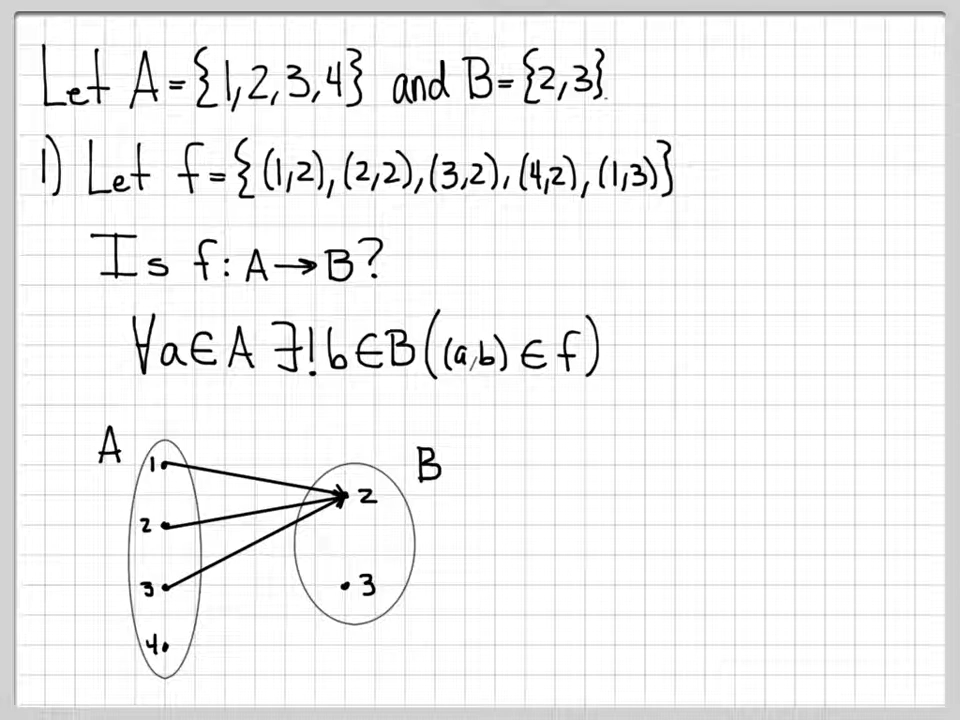 Let A={1,2,3,4} and B={2,3}
1) Let f={(1,2),(2,2),(3,2),(4,2),(1,3)}
Is f:A→B?
∀a∈A ∃!b∈B((a,b)∈f)
A
B
1
2
2
3
3
4